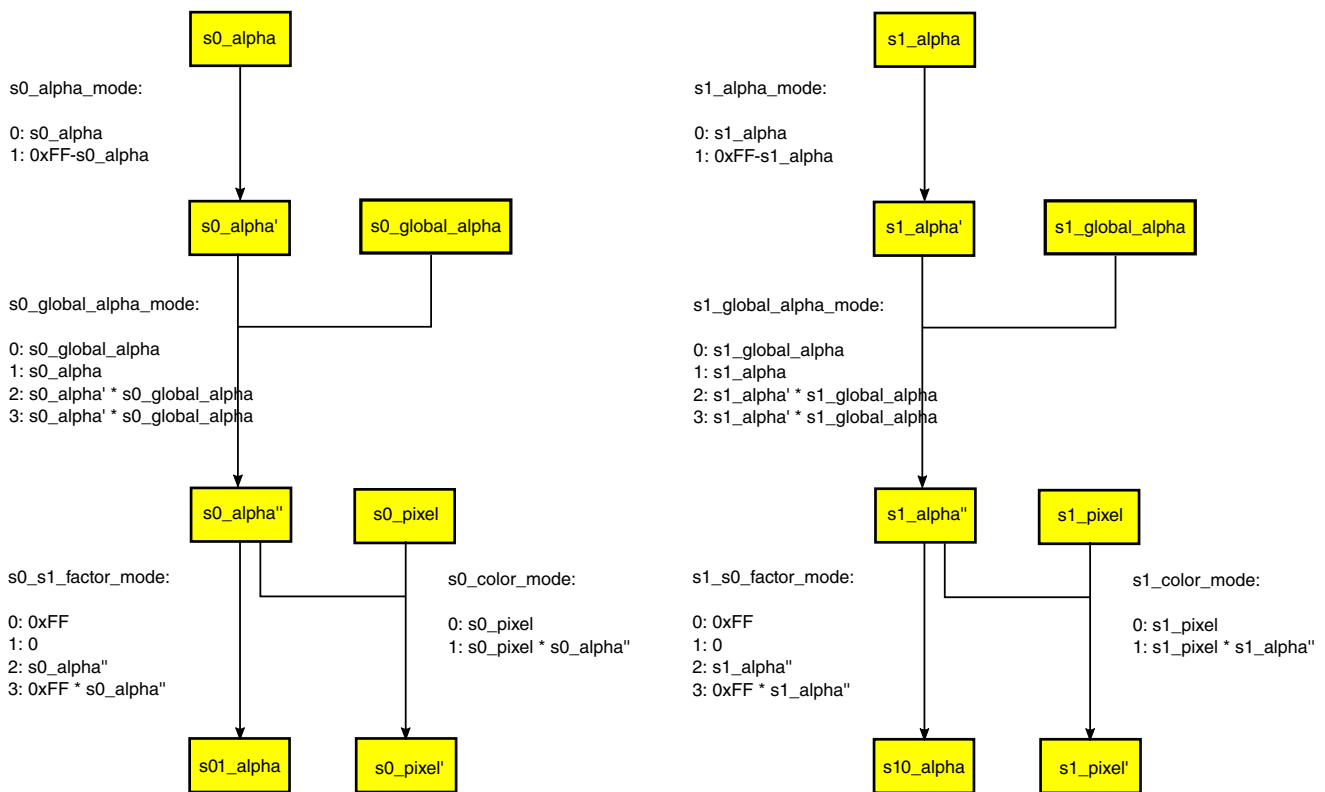 s0_alpha
s0_alpha_mode:
0: s0_alpha
1: 0xFF-s0_alpha
s0_alpha'
s0_global_alpha
s0_global_alpha_mode:
0: s0_global_alpha
1: s0_alpha
2: s0_alpha' * s0_global_alpha
3: s0_alpha' * s0_global_alpha
s0_alpha''
s0_pixel
s0_s1_factor_mode:
0: 0xFF
1: 0
2: s0_alpha''
3: 0xFF * s0_alpha''
s0_color_mode:
0: s0_pixel
1: s0_pixel * s0_alpha''
s01_alpha
s0_pixel'
s1_alpha
s1_alpha_mode:
0: s1_alpha
1: 0xFF-s1_alpha
s1_alpha'
s1_global_alpha
s1_global_alpha_mode:
0: s1_global_alpha
1: s1_alpha
2: s1_alpha' * s1_global_alpha
3: s1_alpha' * s1_global_alpha
s1_alpha''
s1_pixel
s1_s0_factor_mode:
0: 0xFF
1: 0
2: s1_alpha''
3: 0xFF * s1_alpha''
s1_color_mode:
0: s1_pixel
1: s1_pixel * s1_alpha''
s10_alpha
s1_pixel'